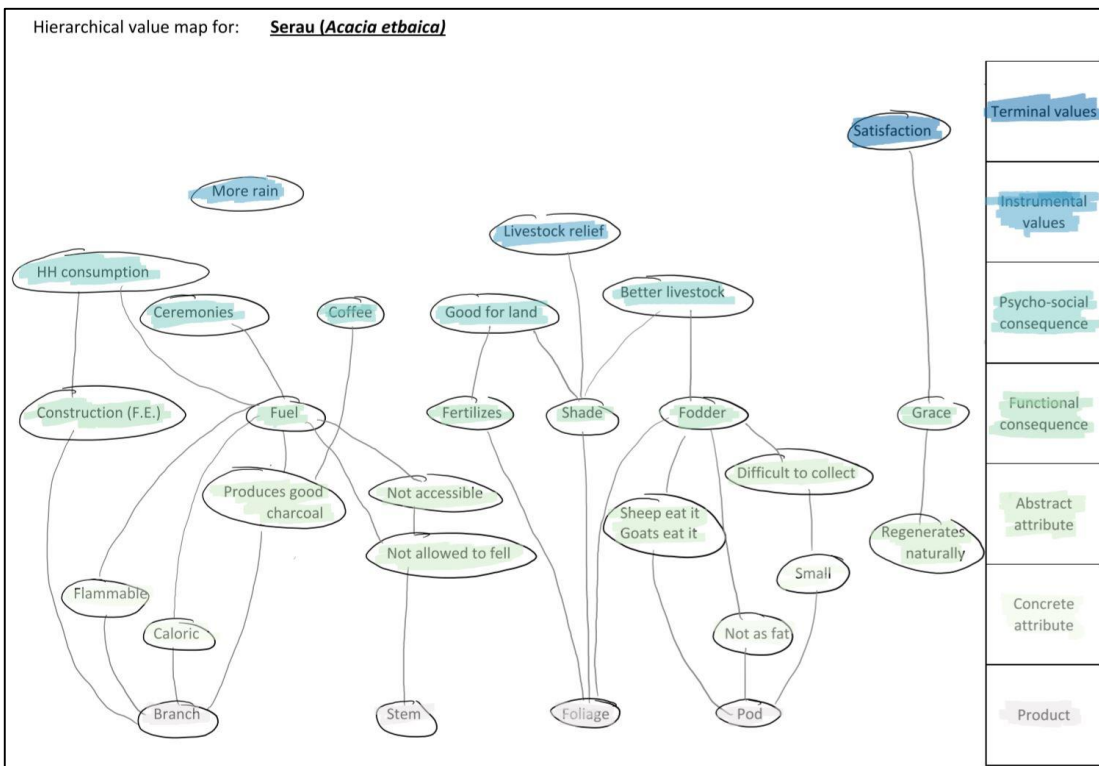 Hierarchical value map for: Serau (Acacia etbaica)
Terminal values
Satisfaction
More rain
Instrumental
values
Livestock relief
HH consumption
Better livestock
Ceremonies
Coffee
Good for land
Psycho-social
consequence
Construction (F.E.)
Fuel
Fertilizes
Shade
Fodder
Grace
Functional
consequence
Difficult to collect
Produces good
charcoal
Not accessible
Sheep eat it
Goats eat it
Abstract
attribute
Not allowed to fell
Regenerates
naturally
Flammable
Small
Caloric
Not as fat
Concrete
attribute
Branch
Stem
Foliage
Pod
Product